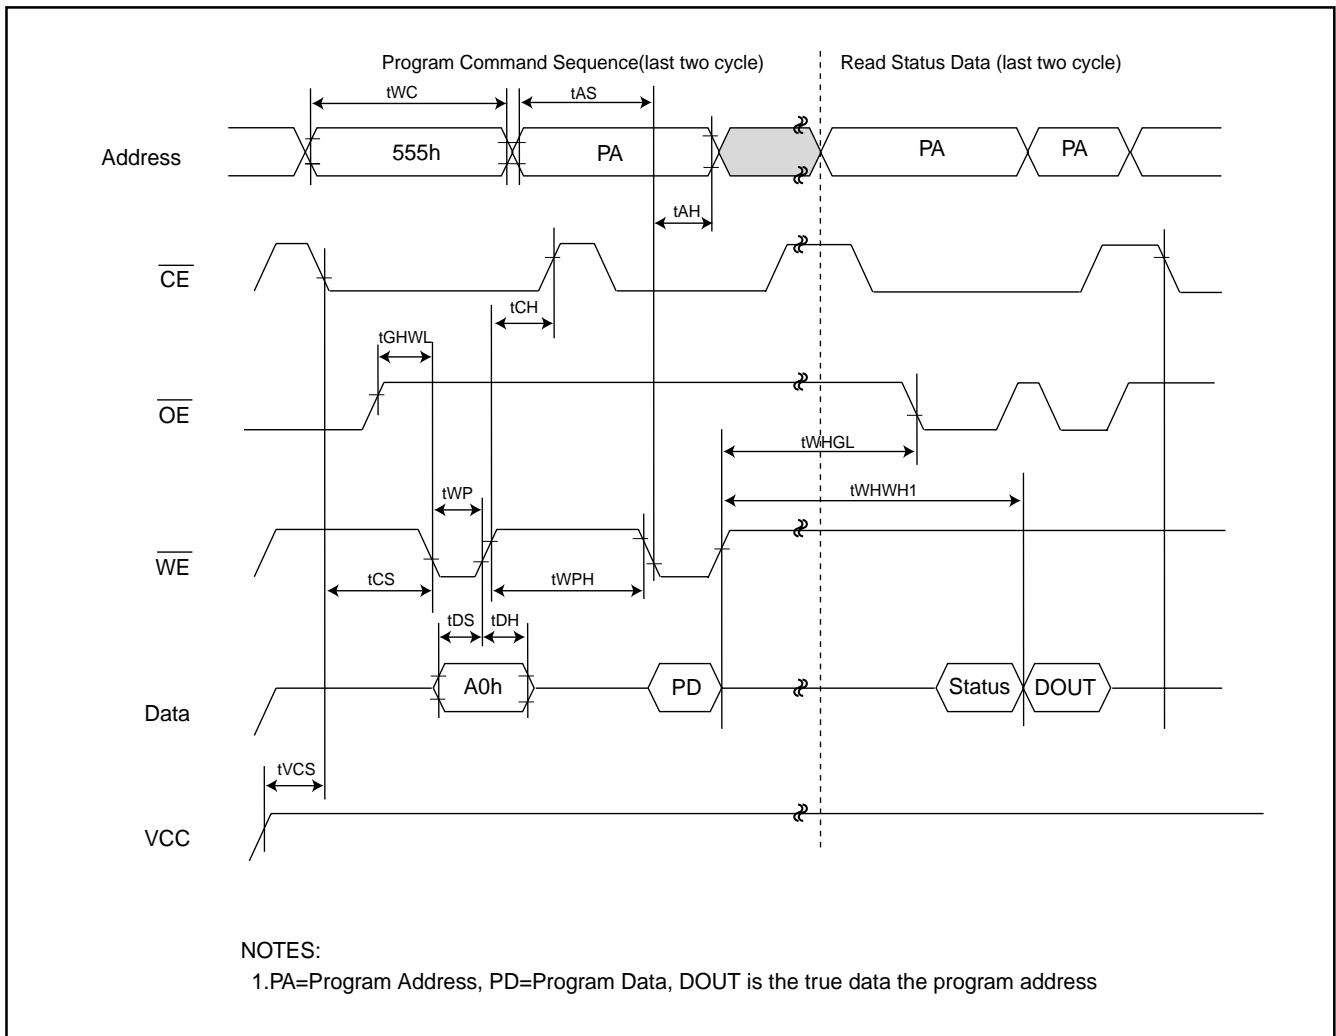 Program Command Sequence(last two cycle) Read Status Data (last two cycle)
tWC tAS
Address 555h PA PA PA
tAH
CE
tCH
tGHWL
OE
tWHGL
tWP tWHWH1
WE
tCS tWPH
tDS tDH
Data A0h PD Status DOUT
tVCS
VCC
NOTES:
1.PA=Program Address, PD=Program Data, DOUT is the true data the program address